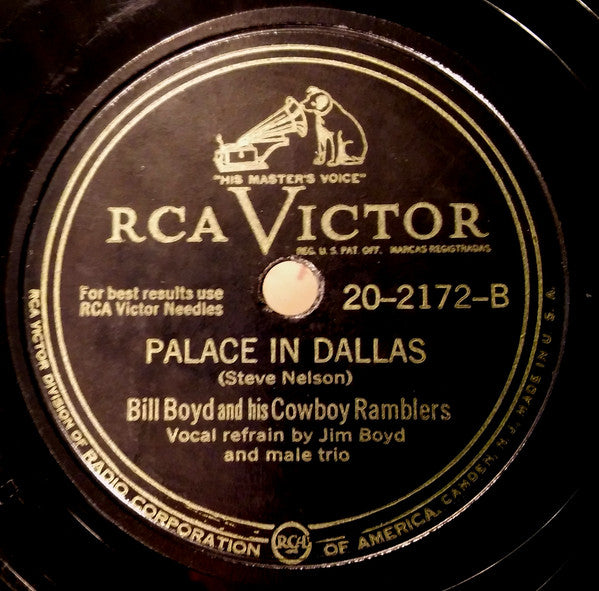 "HIS MASTER'S VOICE"
RCA VICTOR
REG. U. S. PAT. OFF. MARCAS REGISTRADAS
For best results use
RCA Victor Needles
20-2172-B
PALACE IN DALLAS
(Steve Nelson)
Bill Boyd and his Cowboy Ramblers
Vocal refrain by Jim Boyd
and male trio
RCA VICTOR DIVISION OF RADIO CORPORATION OF AMERICA, CAMDEN, N. J. MADE IN U. S. A.
RCA